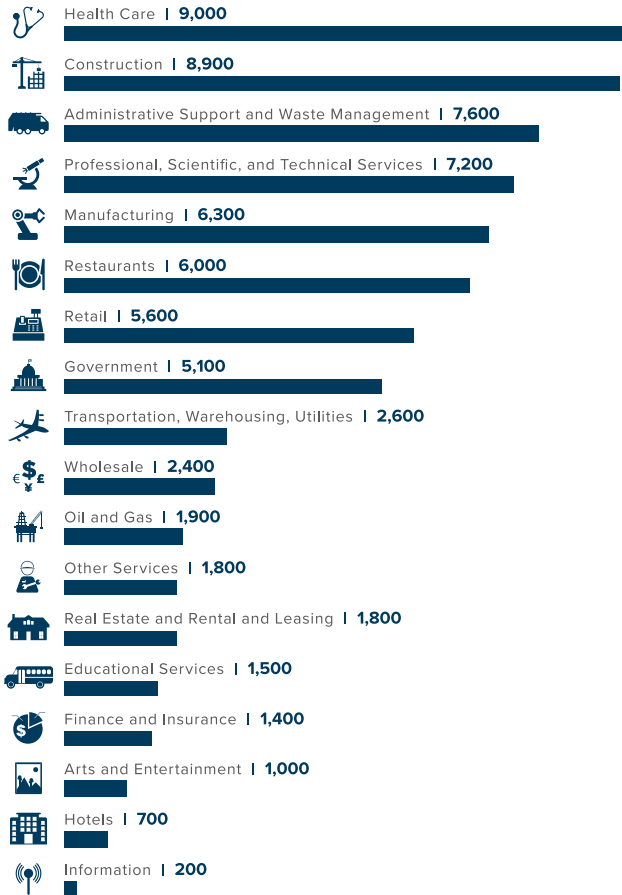 Health Care | 9,000
Construction | 8,900
Administrative Support and Waste Management | 7,600
Professional, Scientific, and Technical Services | 7,200
Manufacturing | 6,300
Restaurants | 6,000
Retail | 5,600
Government | 5,100
Transportation, Warehousing, Utilities | 2,600
€ $ £
¥
Wholesale | 2,400
Oil and Gas | 1,900
Other Services | 1,800
Real Estate and Rental and Leasing | 1,800
Educational Services | 1,500
$
Finance and Insurance | 1,400
Arts and Entertainment | 1,000
Hotels | 700
Information | 200